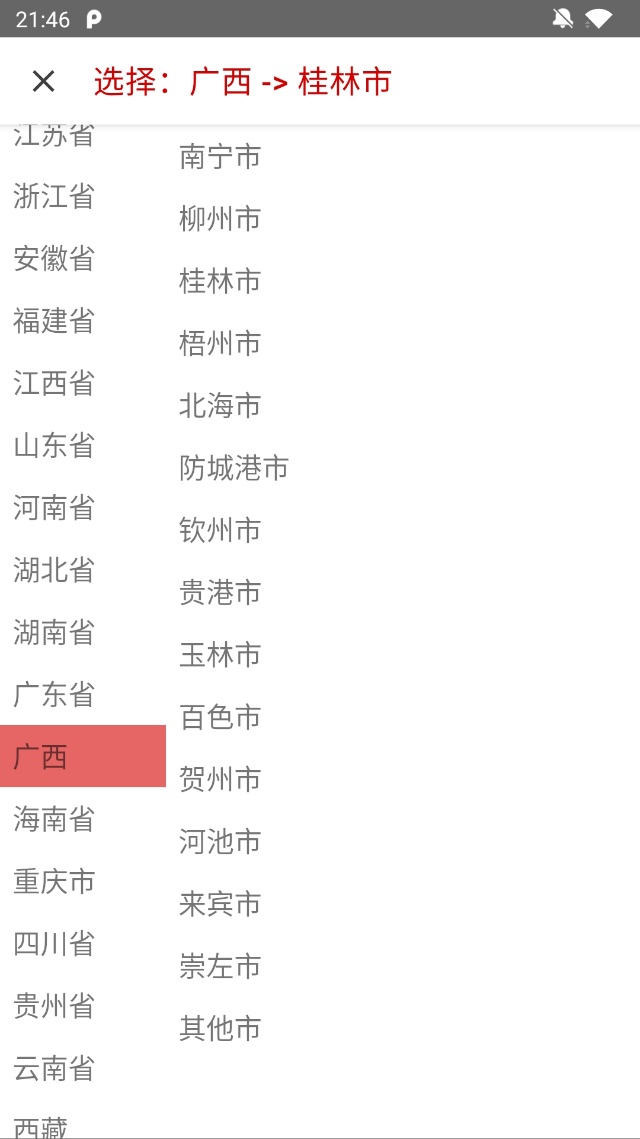 21:46
选择：广西 -> 桂林市
江苏省
浙江省
安徽省
福建省
江西省
山东省
河南省
湖北省
湖南省
广东省
广西
海南省
重庆市
四川省
贵州省
云南省
西藏
南宁市
柳州市
桂林市
梧州市
北海市
防城港市
钦州市
贵港市
玉林市
百色市
贺州市
河池市
来宾市
崇左市
其他市